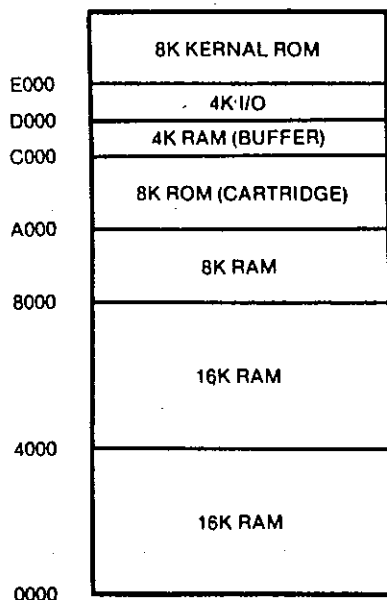 8K KERNAL ROM
E000
4K I/O
D000
4K RAM (BUFFER)
C000
8K ROM (CARTRIDGE)
A000
8K RAM
8000
16K RAM
4000
16K RAM
0000